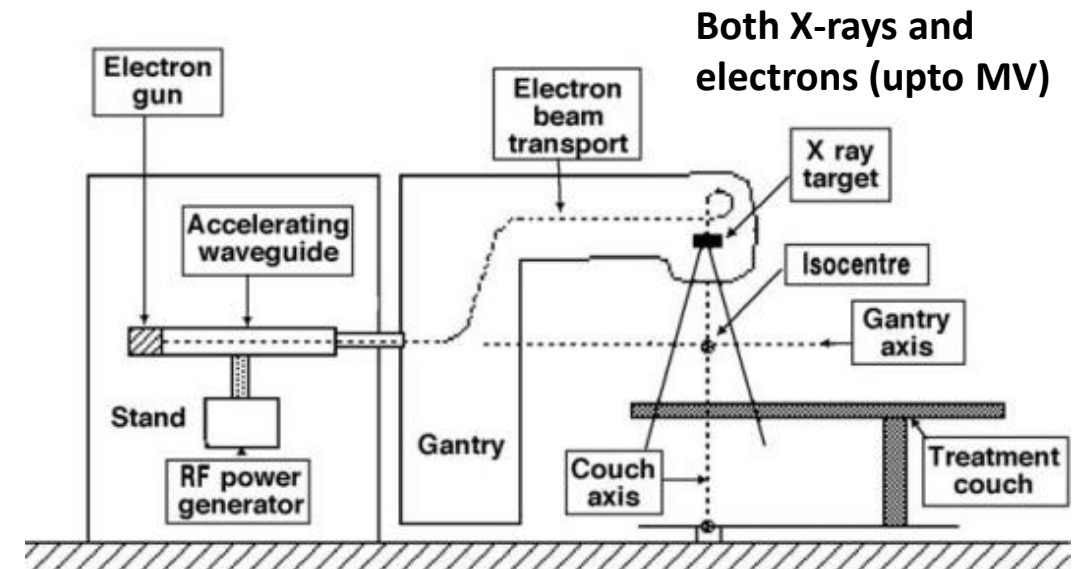 Both X-rays and
electrons (upto MV)
Electron
gun
Electron
beam
transport
X ray
target
Accelerating
waveguide
Isocentre
Gantry
axis
Stand
Gantry
RF power
generator
Couch
axis
Treatment
couch